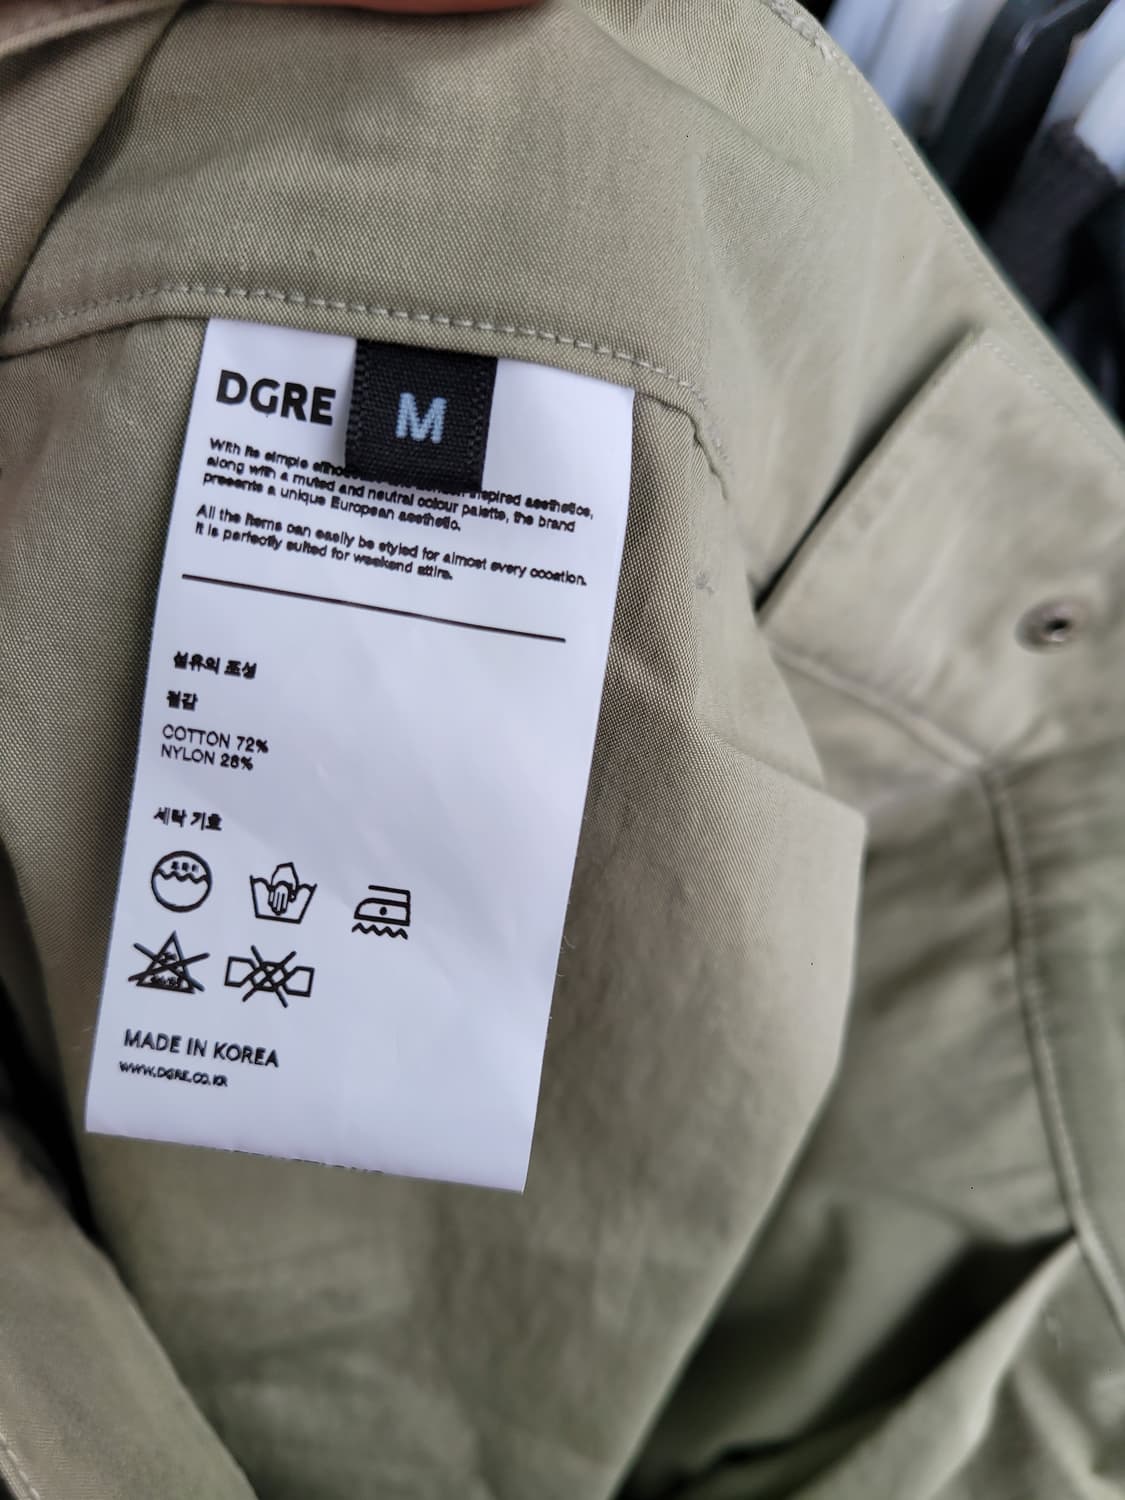 DGRE
M
With its simple inspired aesthetics,
along with a muted and neutral colour palette, the brand
presents a unique European aesthetic.
All the items can easily be styled for almost every occation.
It is perfectly suited for weekend attire.
섬유의 조성
겉감
COTTON 72%
NYLON 28%
세탁 기호
MADE IN KOREA
WWW.DGRE.CO.KR